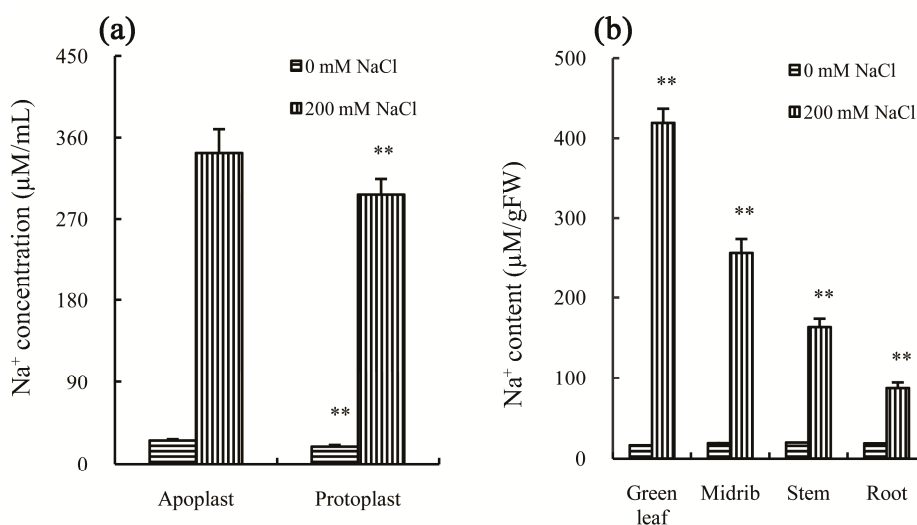 (a)
450
360
270
180
90
0
Na⁺ concentration (µM/mL)
0 mM NaCl
200 mM NaCl
**
**
Apoplast
Protoplast
(b)
500
400
300
200
100
0
Na⁺ content (µM/gFW)
0 mM NaCl
200 mM NaCl
**
**
**
**
Green
leaf
Midrib
Stem
Root